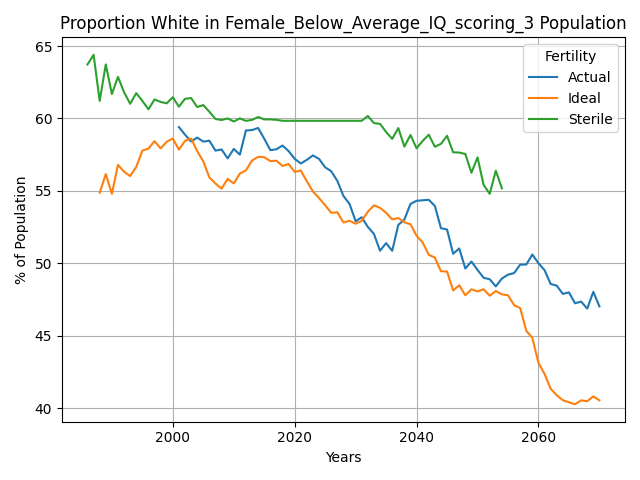 Proportion White in Female_Below_Average_IQ_scoring_3 Population
% of Population
65
60
55
50
45
40
Fertility
Actual
Ideal
Sterile
2000
2020
2040
2060
Years